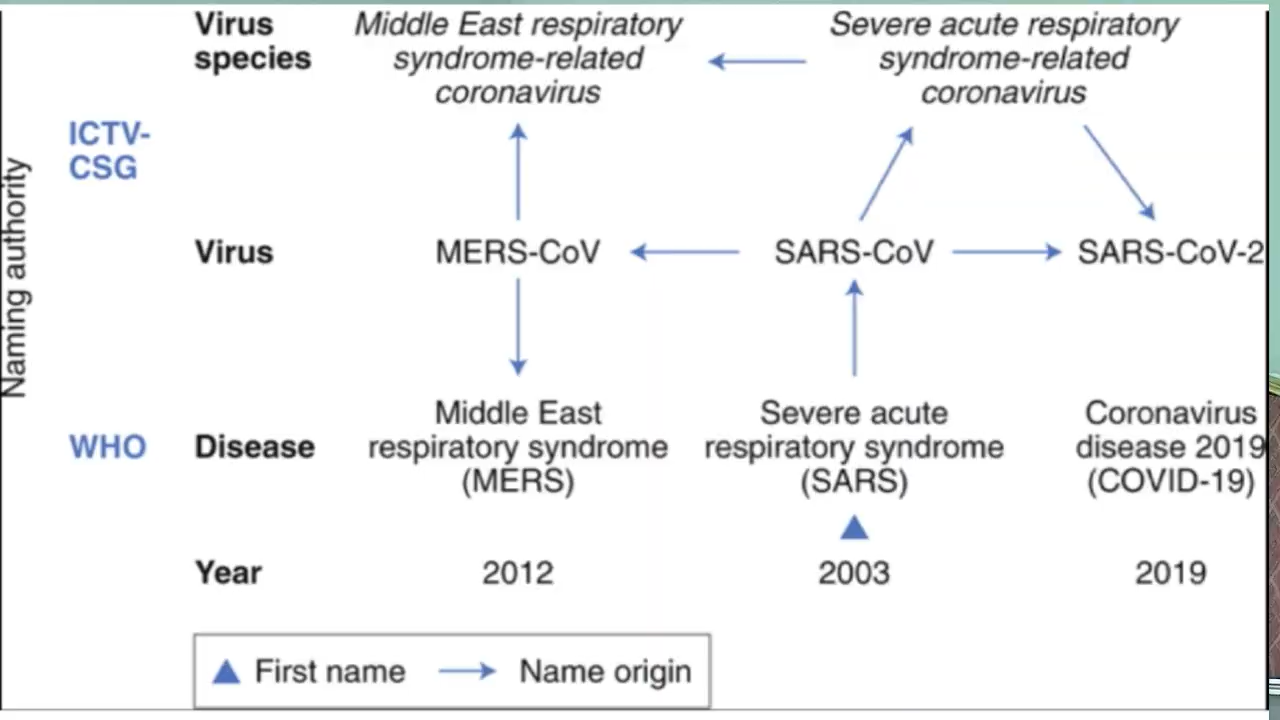 Virus
species
Middle East respiratory
syndrome-related
coronavirus
Severe acute respiratory
syndrome-related
coronavirus
Naming authority
ICTV-
CSG
Virus
MERS-CoV
SARS-CoV
SARS-CoV-2
WHO
Disease
Middle East
respiratory syndrome
(MERS)
Severe acute
respiratory syndrome
(SARS)
Coronavirus
disease 2019
(COVID-19)
Year
2012
2003
2019
First name
Name origin